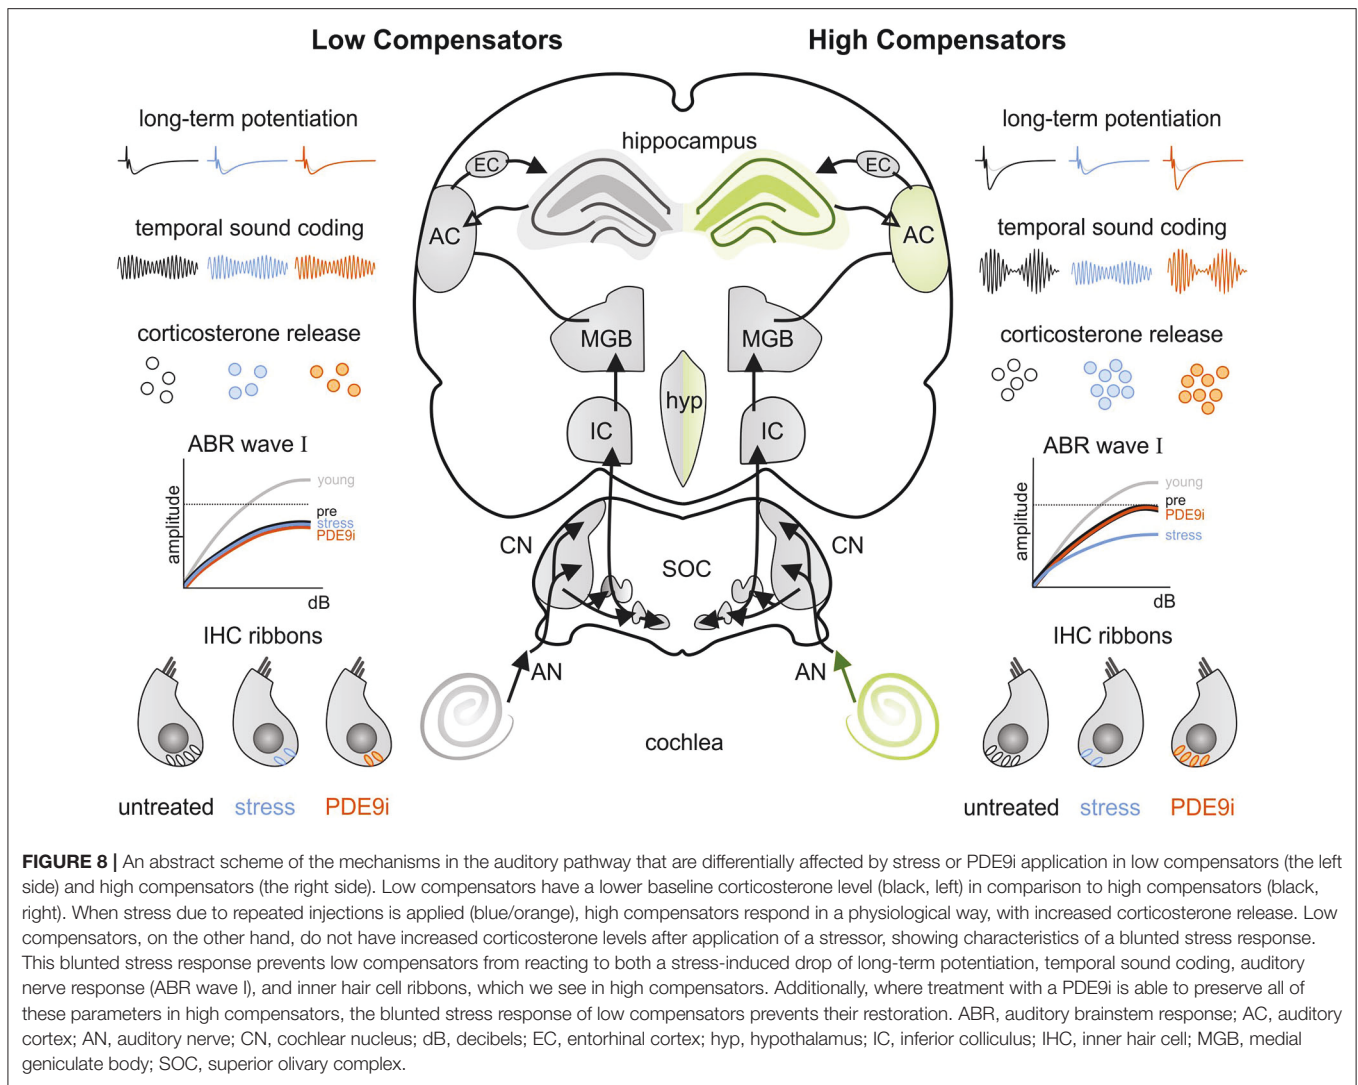 Low Compensators
High Compensators
long-term potentiation
temporal sound coding
corticosterone release
ABR wave I
amplitude
young
pre
stress
PDE9i
dB
IHC ribbons
untreated stress PDE9i
hippocampus
EC
EC
AC
AC
MGB
MGB
hyp
IC
IC
CN
CN
SOC
AN
AN
cochlea
long-term potentiation
temporal sound coding
corticosterone release
ABR wave I
amplitude
young
pre
PDE9i
stress
dB
IHC ribbons
untreated stress PDE9i
FIGURE 8 | An abstract scheme of the mechanisms in the auditory pathway that are differentially affected by stress or PDE9i application in low compensators (the left
side) and high compensators (the right side). Low compensators have a lower baseline corticosterone level (black, left) in comparison to high compensators (black,
right). When stress due to repeated injections is applied (blue/orange), high compensators respond in a physiological way, with increased corticosterone release. Low
compensators, on the other hand, do not have increased corticosterone levels after application of a stressor, showing characteristics of a blunted stress response.
This blunted stress response prevents low compensators from reacting to both a stress-induced drop of long-term potentiation, temporal sound coding, auditory
nerve response (ABR wave I), and inner hair cell ribbons, which we see in high compensators. Additionally, where treatment with a PDE9i is able to preserve all of
these parameters in high compensators, the blunted stress response of low compensators prevents their restoration. ABR, auditory brainstem response; AC, auditory
cortex; AN, auditory nerve; CN, cochlear nucleus; dB, decibels; EC, entorhinal cortex; hyp, hypothalamus; IC, inferior colliculus; IHC, inner hair cell; MGB, medial
geniculate body; SOC, superior olivary complex.